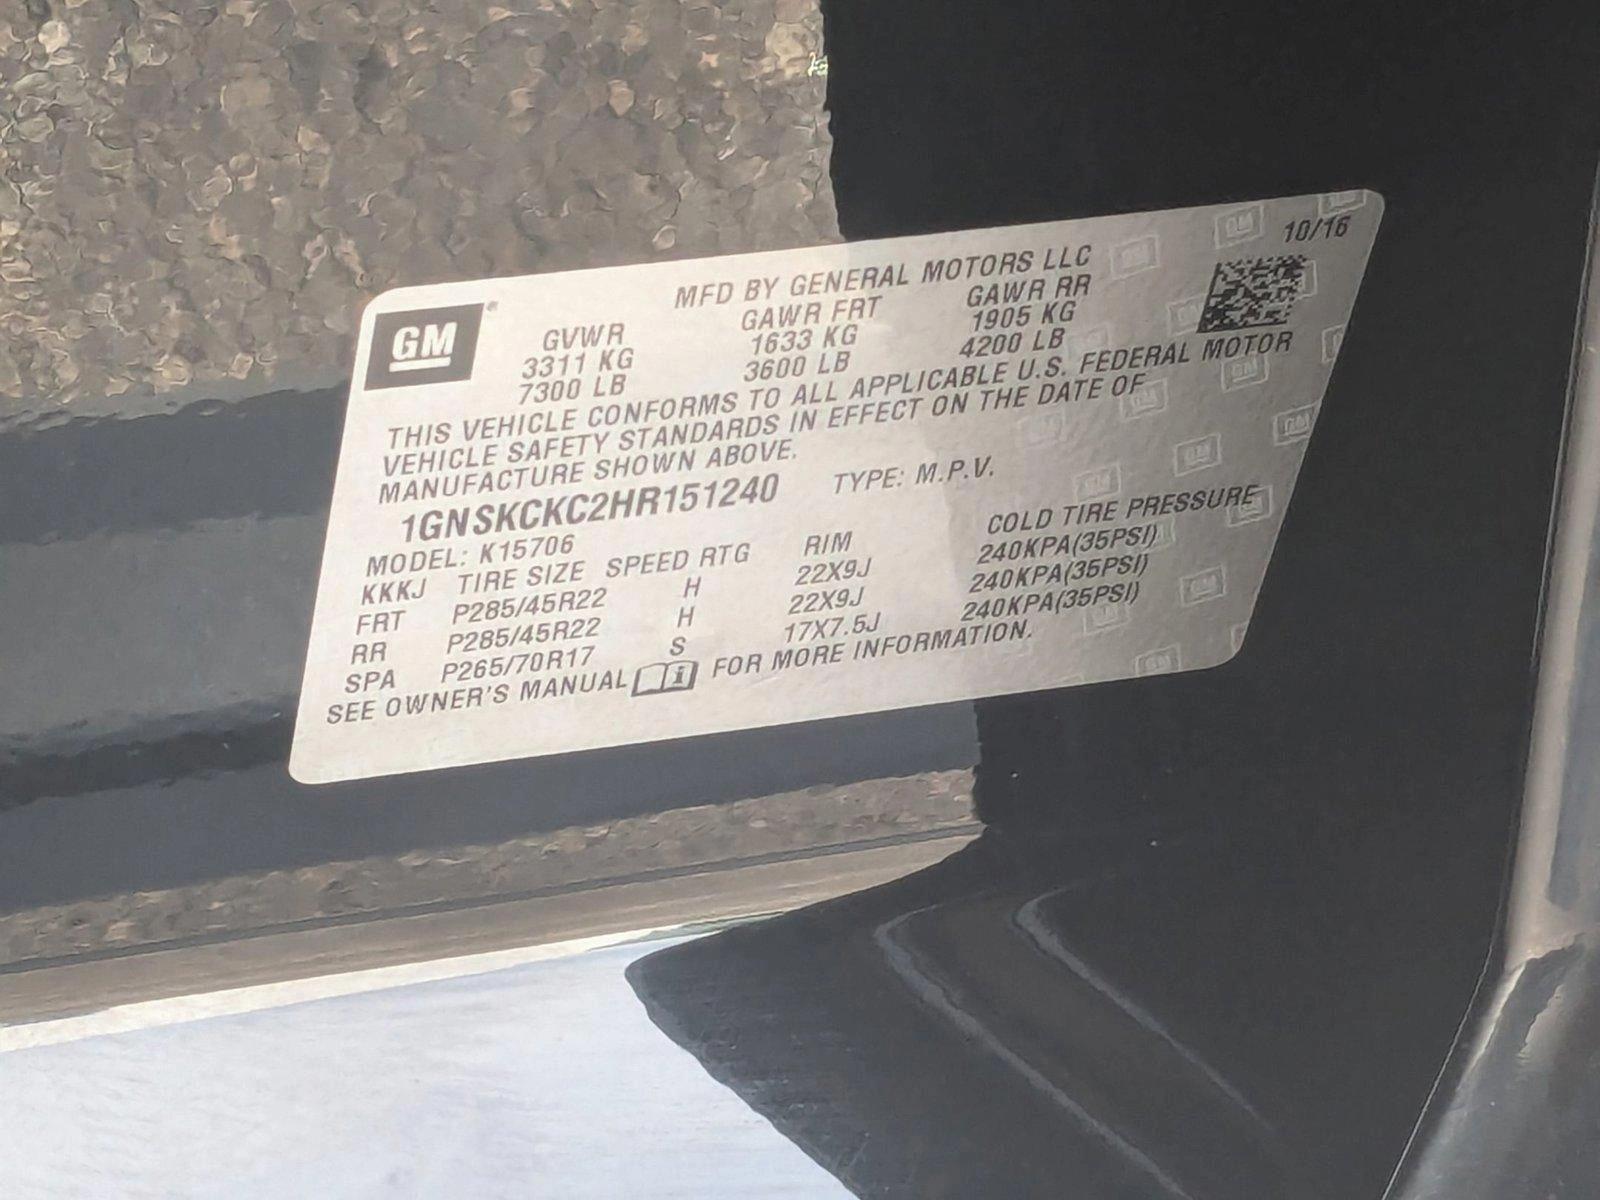 10/16
MFD BY GENERAL MOTORS LLC
GM
GVWR GAWR FRT GAWR RR
3311 KG 1633 KG 1905 KG
7300 LB 3600 LB 4200 LB
THIS VEHICLE CONFORMS TO ALL APPLICABLE U.S. FEDERAL MOTOR
VEHICLE SAFETY STANDARDS IN EFFECT ON THE DATE OF
MANUFACTURE SHOWN ABOVE.
1GNSKCKC2HR151240 TYPE: M.P.V.
MODEL: K15706
KKKJ TIRE SIZE SPEED RTG RIM COLD TIRE PRESSURE
FRT P285/45R22 H 22X9J 240KPA(35PSI)
RR P285/45R22 H 22X9J 240KPA(35PSI)
SPA P265/70R17 S 17X7.5J 240KPA(35PSI)
SEE OWNER'S MANUAL FOR MORE INFORMATION.